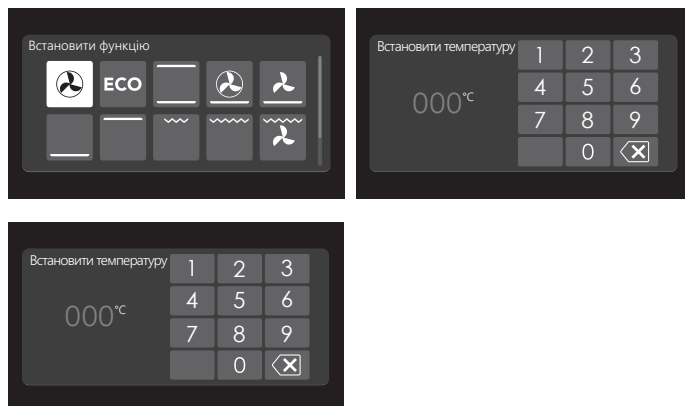 Встановити функцію
ECO
Встановити температуру
1 2 3
000°C
4 5 6
7 8 9
0
Встановити температуру
1 2 3
000°C
4 5 6
7 8 9
0